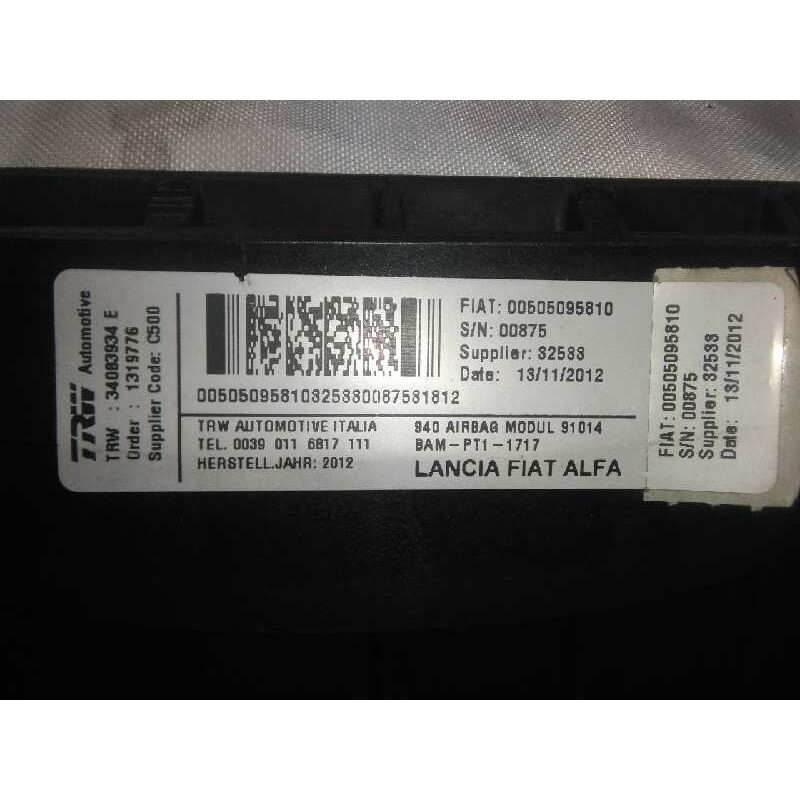 TRW Automotive
TRW : 34083934 E
Order : 1319776
Supplier Code: C500
FIAT: 00505095810
S/N: 00875
Supplier: 32533
Date: 13/11/2012
005050958103253300875​31812
TRW AUTOMOTIVE ITALIA
TEL. 0039 011 6817 111
HERSTELL.JAHR: 2012
940 AIRBAG MODUL 91014
BAM-PT1-1717
LANCIA FIAT ALFA
FIAT: 00505095810
S/N: 00875
Supplier: 32533
Date: 13/11/2012